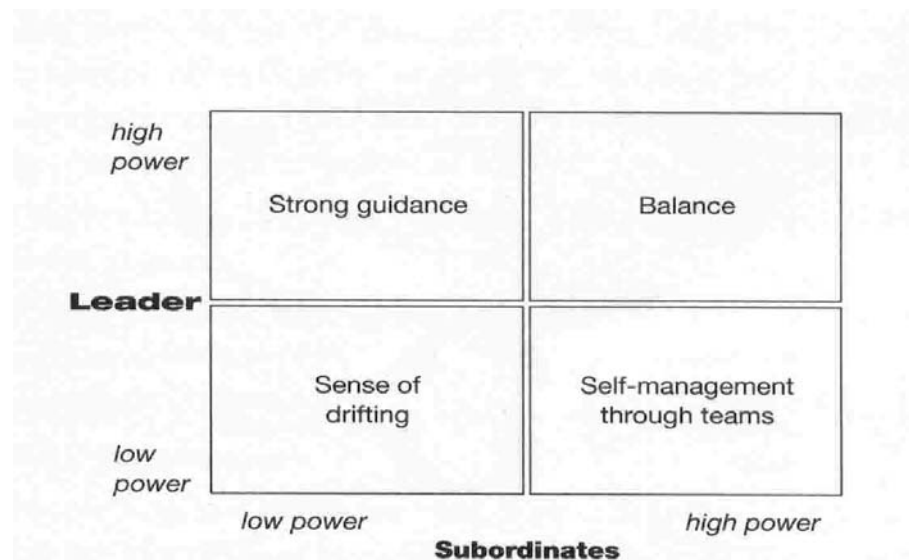 high
power
Strong guidance
Balance
Leader
Sense of
drifting
Self-management
through teams
low
power
low power
high power
Subordinates